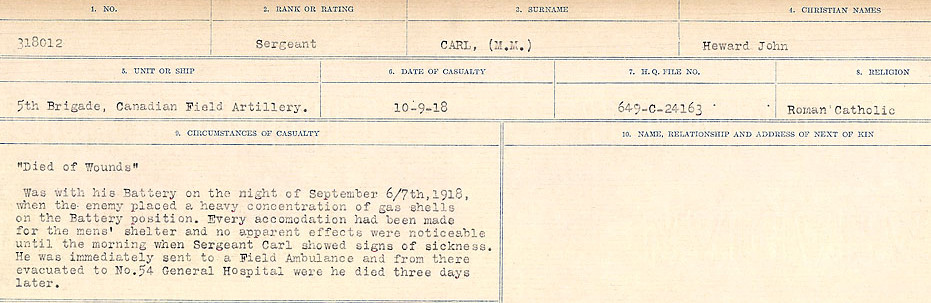 1. NO. 2. RANK OR RATING 3. SURNAME 4. CHRISTIAN NAMES
318012 Sergeant CARL, (M.M.) Heward John
5. UNIT OR SHIP 6. DATE OF CASUALTY 7. H.Q. FILE NO. 8. RELIGION
5th Brigade, Canadian Field Artillery. 10-9-18 649-C-24163 Roman Catholic
9. CIRCUMSTANCES OF CASUALTY 10. NAME, RELATIONSHIP AND ADDRESS OF NEXT OF KIN
"Died of Wounds"
Was with his Battery on the night of September 6/7th,1918,
when the enemy placed a heavy concentration of gas shells
on the Battery position. Every accomodation had been made
for the mens' shelter and no apparent effects were noticeable
until the morning when Sergeant Carl showed signs of sickness.
He was immediately sent to a Field Ambulance and from there
evacuated to No.54 General Hospital were he died three days
later.